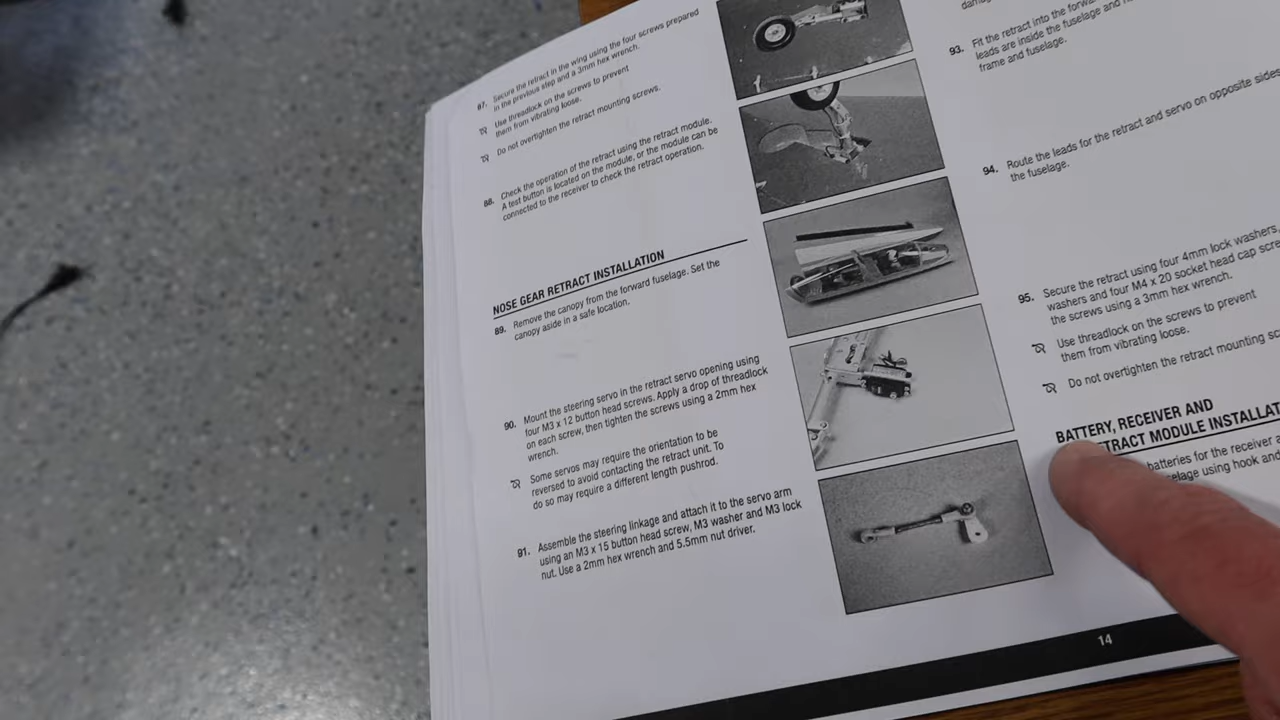 87. Secure the retract in the wing using the four screws prepared
in the previous step and a 3mm hex wrench.
Use threadlock on the screws to prevent
them from vibrating loose.
Do not overtighten the retract mounting screws.
88. Check the operation of the retract using the retract module.
A test button is located on the module, or the module can be
connected to the receiver to check the retract operation.
NOSE GEAR RETRACT INSTALLATION
89. Remove the canopy from the forward fuselage. Set the
canopy aside in a safe location.
90. Mount the steering servo in the retract servo opening using
four M3 x 12 button head screws. Apply a drop of threadlock
on each screw, then tighten the screws using a 2mm hex
wrench.
Some servos may require the orientation to be
reversed to avoid contacting the retract unit. To
do so may require a different length pushrod.
91. Assemble the steering linkage and attach it to the servo arm
using an M3 x 15 button head screw, M3 washer and M3 lock
nut. Use a 2mm hex wrench and 5.5mm nut driver.
93. Fit the retract into the
leads are inside the fuselage and
frame and fuselage.
94. Route the leads for the retract and servo on opposite sides
the fuselage.
95. Secure the retract using four 4mm lock washers,
washers and four M4 x 20 socket head cap
the screws using a 3mm hex wrench.
Use threadlock on the screws to prevent
them from vibrating loose.
Do not overtighten the retract mounting
BATTERY, RECEIVER AND
MODULE
batteries for the receiver
using hook and
14